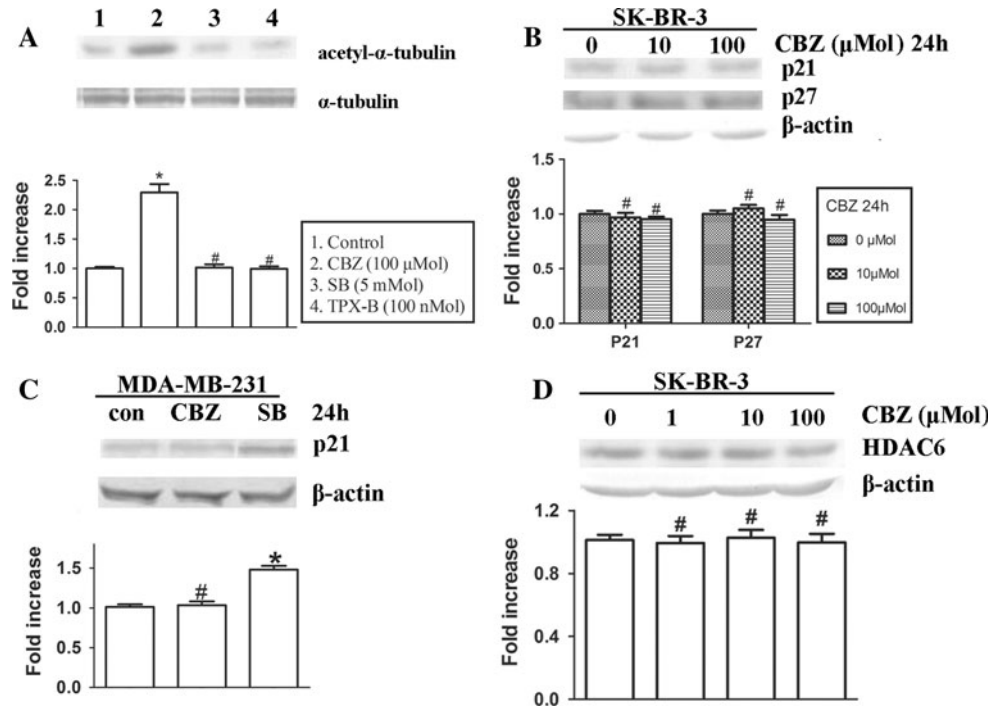 A
1 2 3 4
acetyl-α-tubulin
α-tubulin
Fold increase
2.5
2.0
1.5
1.0
0.5
0.0
*
#
#
1. Control
2. CBZ (100 μMol)
3. SB (5 mMol)
4. TPX-B (100 nMol)
B
SK-BR-3
0 10 100 CBZ (μMol) 24h
p21
p27
β-actin
Fold increase
1.5
1.0
0.5
0.0
# #
# #
P21 P27
CBZ 24h
0 μMol
10μMol
100μMol
C
MDA-MB-231
con CBZ SB 24h
p21
β-actin
Fold increase
1.5
1.0
0.5
0.0
#
*
D
SK-BR-3
0 1 10 100 CBZ (μMol)
HDAC6
β-actin
Fold increase
1.2
0.8
0.4
0.0
# # #